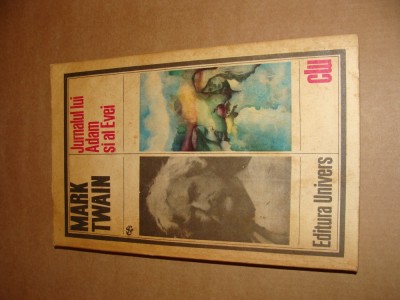 MARK
TWAIN
Jurnalul lui
Adam
și al Evei
Editura Univers
clu